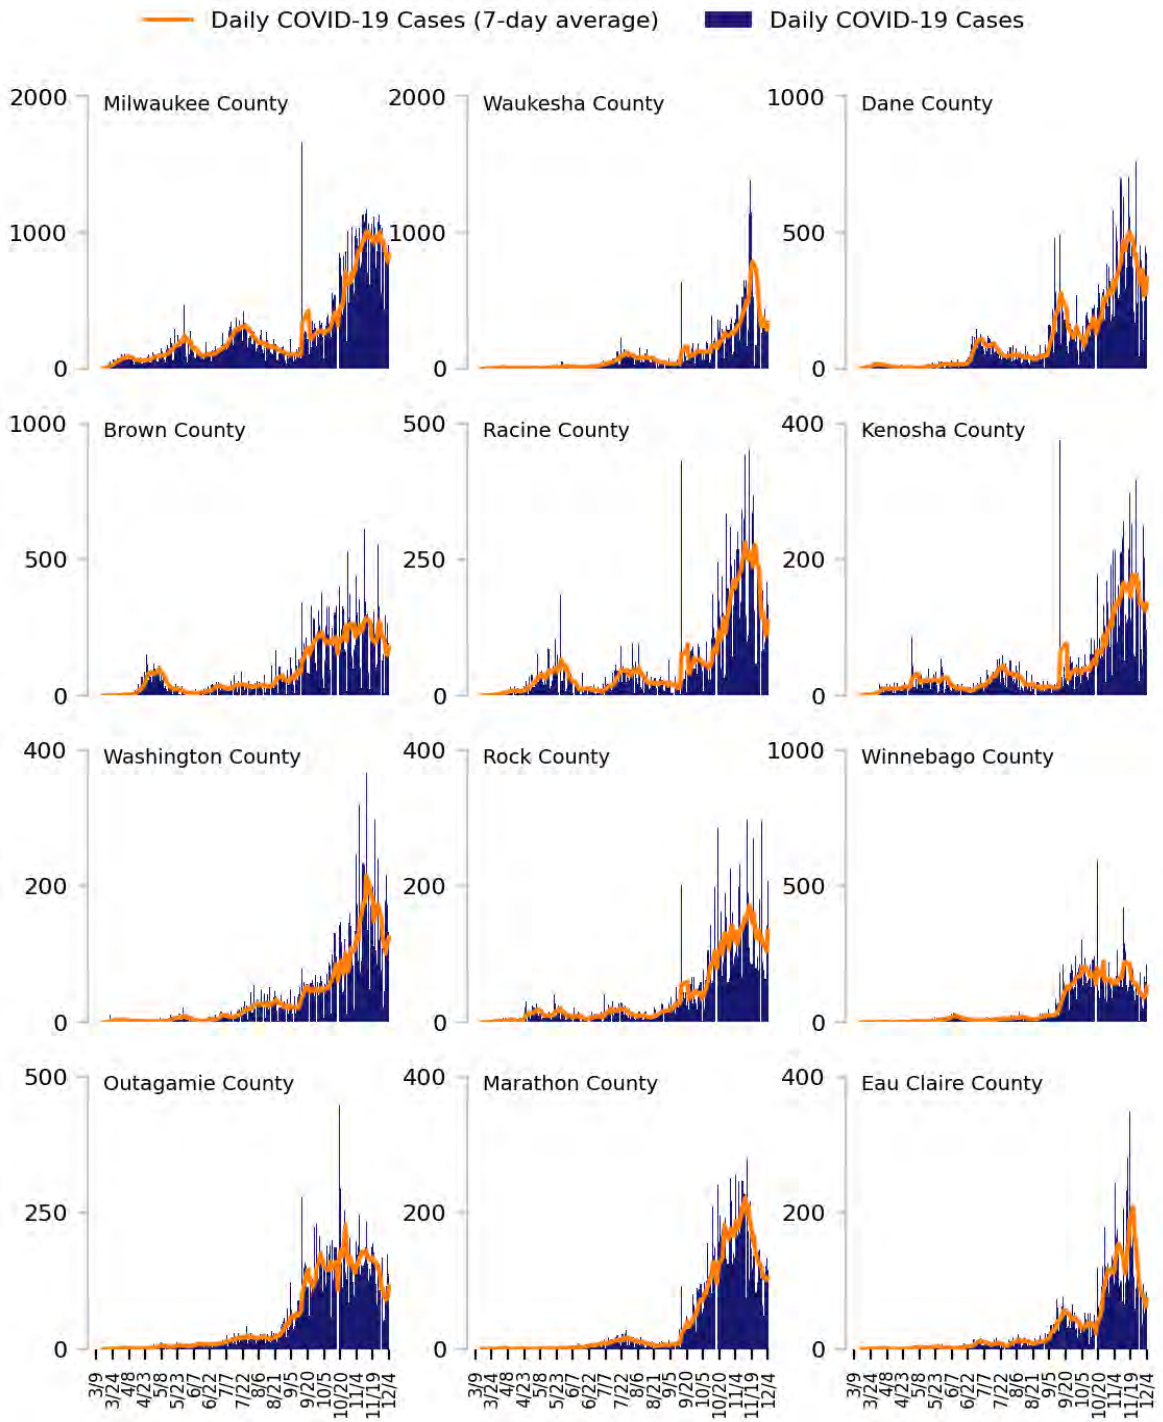 Daily COVID-19 Cases (7-day average) Daily COVID-19 Cases
2000 Milwaukee County 2000 Waukesha County 1000 Dane County
1000 1000 500
0 0 0
1000 Brown County 500 Racine County 400 Kenosha County
500 250 200
0 0 0
400 Washington County 400 Rock County 1000 Winnebago County
200 200 500
0 0 0
500 Outagamie County 400 Marathon County 400 Eau Claire County
250 200 200
0 0 0
3/9 3/24 4/8 4/23 5/8 5/23 6/7 6/22 7/7 7/22 8/6 8/21 9/5 9/20 10/5 10/20 11/4 11/19 12/4 3/9 3/24 4/8 4/23 5/8 5/23 6/7 6/22 7/7 7/22 8/6 8/21 9/5 9/20 10/5 10/20 11/4 11/19 12/4 3/9 3/24 4/8 4/23 5/8 5/23 6/7 6/22 7/7 7/22 8/6 8/21 9/5 9/20 10/5 10/20 11/4 11/19 12/4